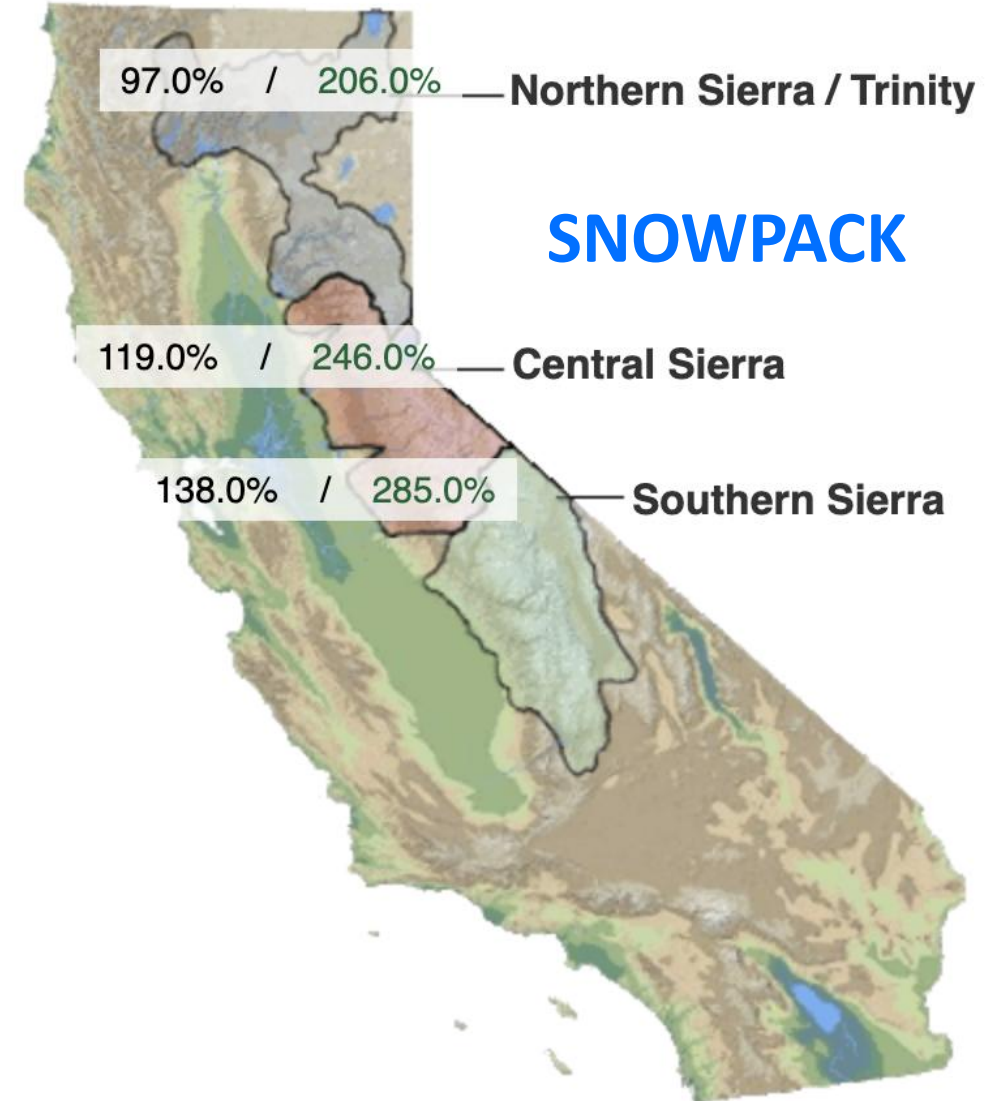 97.0% / 206.0% Northern Sierra / Trinity
SNOWPACK
119.0% / 246.0% Central Sierra
138.0% / 285.0% Southern Sierra